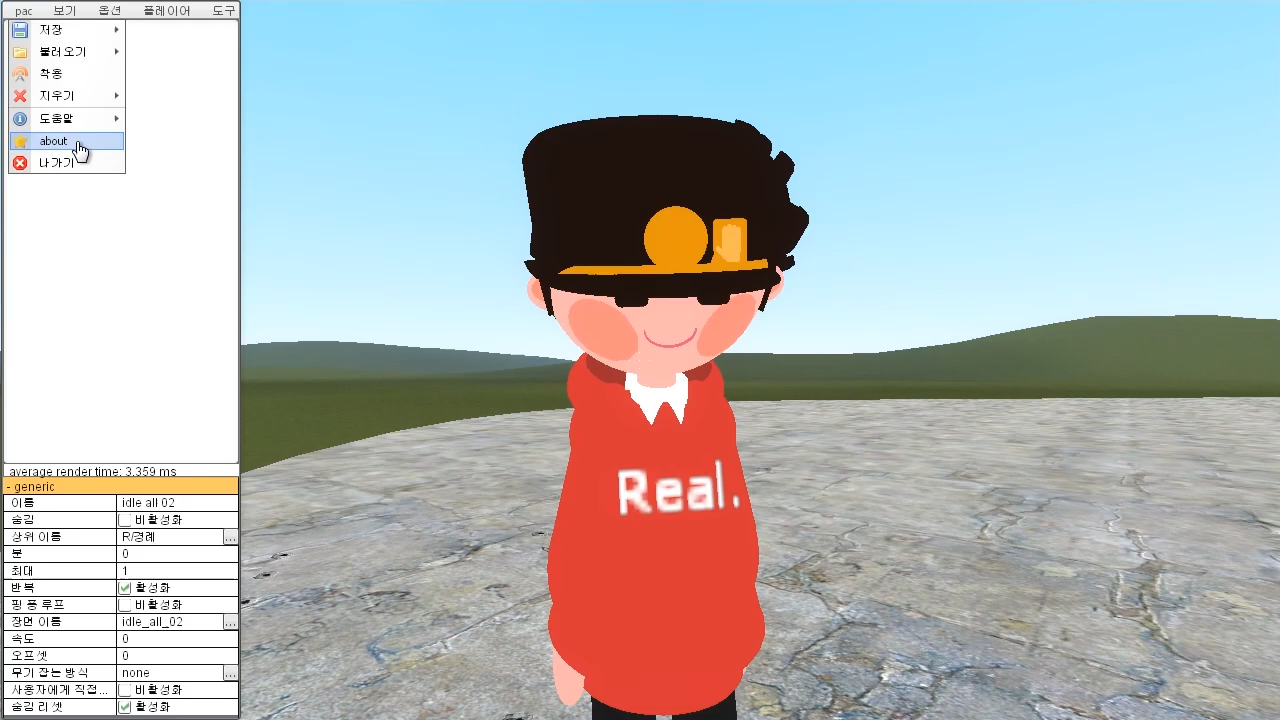 pac 보기 옵션 플레이어 도구
저장
불러오기
착용
지우기
도움말
about
나가기
average render time: 3.359 ms
- generic
이름 idle all 02
숨김 비활성화
상위 이름 R/경례 ...
분 0
최대 1
반복 활성화
핑 퐁 루프 비활성화
장면 이름 idle_all_02 ...
속도 0
오프셋 0
무기 잡는 방식 none ...
사용자에게 직접... 비활성화
숨김 리셋 활성화
Real.